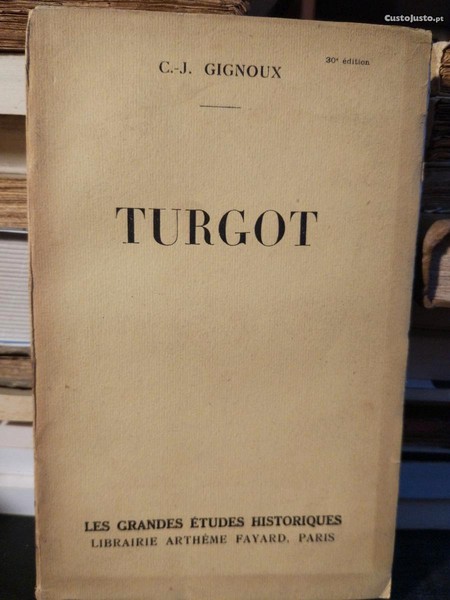 CustoJusto.pt
30e édition
C.-J. GIGNOUX
TURGOT
LES GRANDES ÉTUDES HISTORIQUES
LIBRAIRIE ARTHÈME FAYARD, PARIS